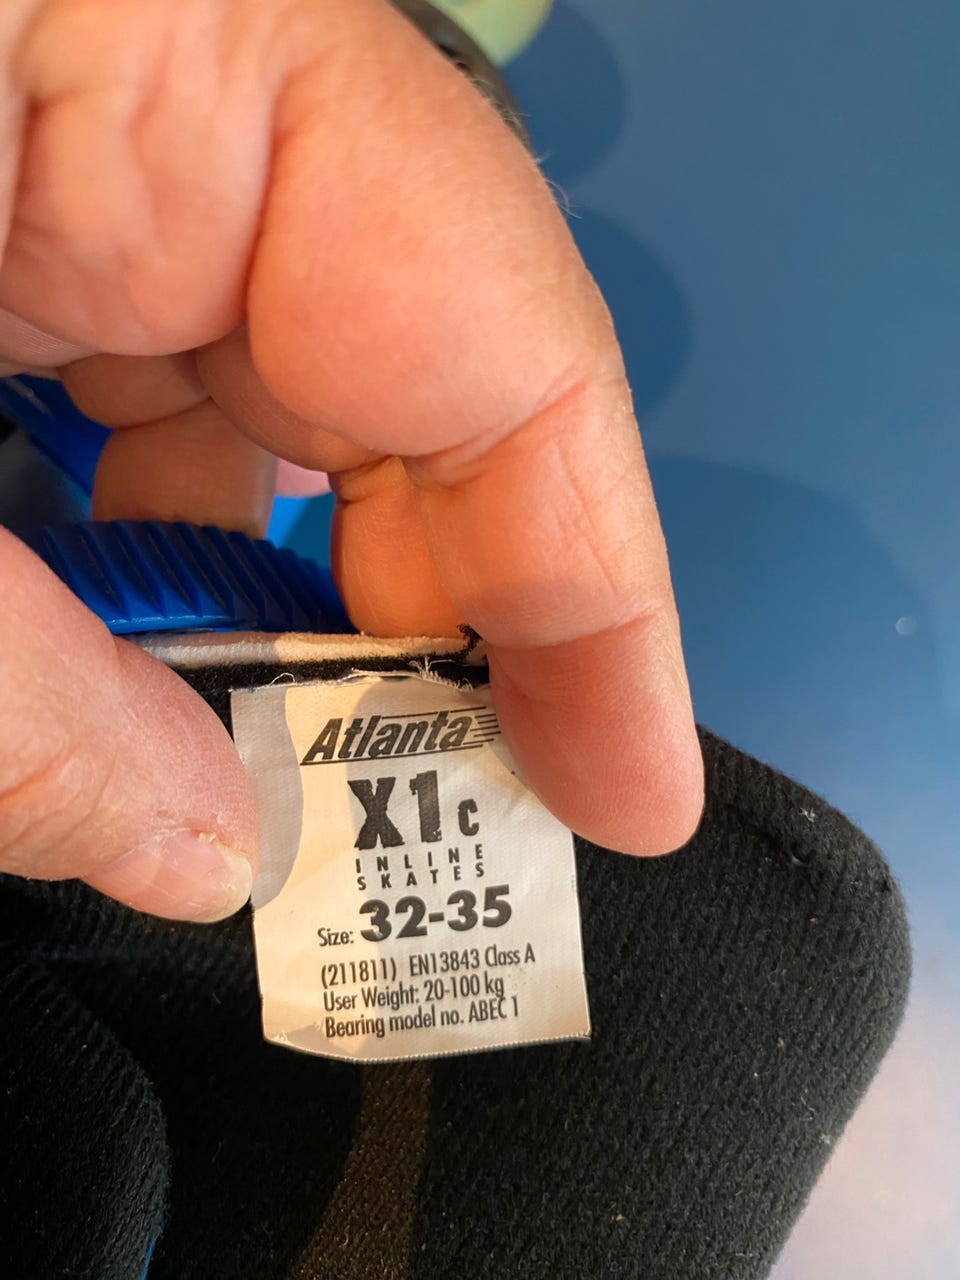 Atlanta
X1c
INLINE
SKATES
Size: 32-35
(211811) EN13843 Class A
User Weight: 20-100 kg
Bearing model no. ABEC 1